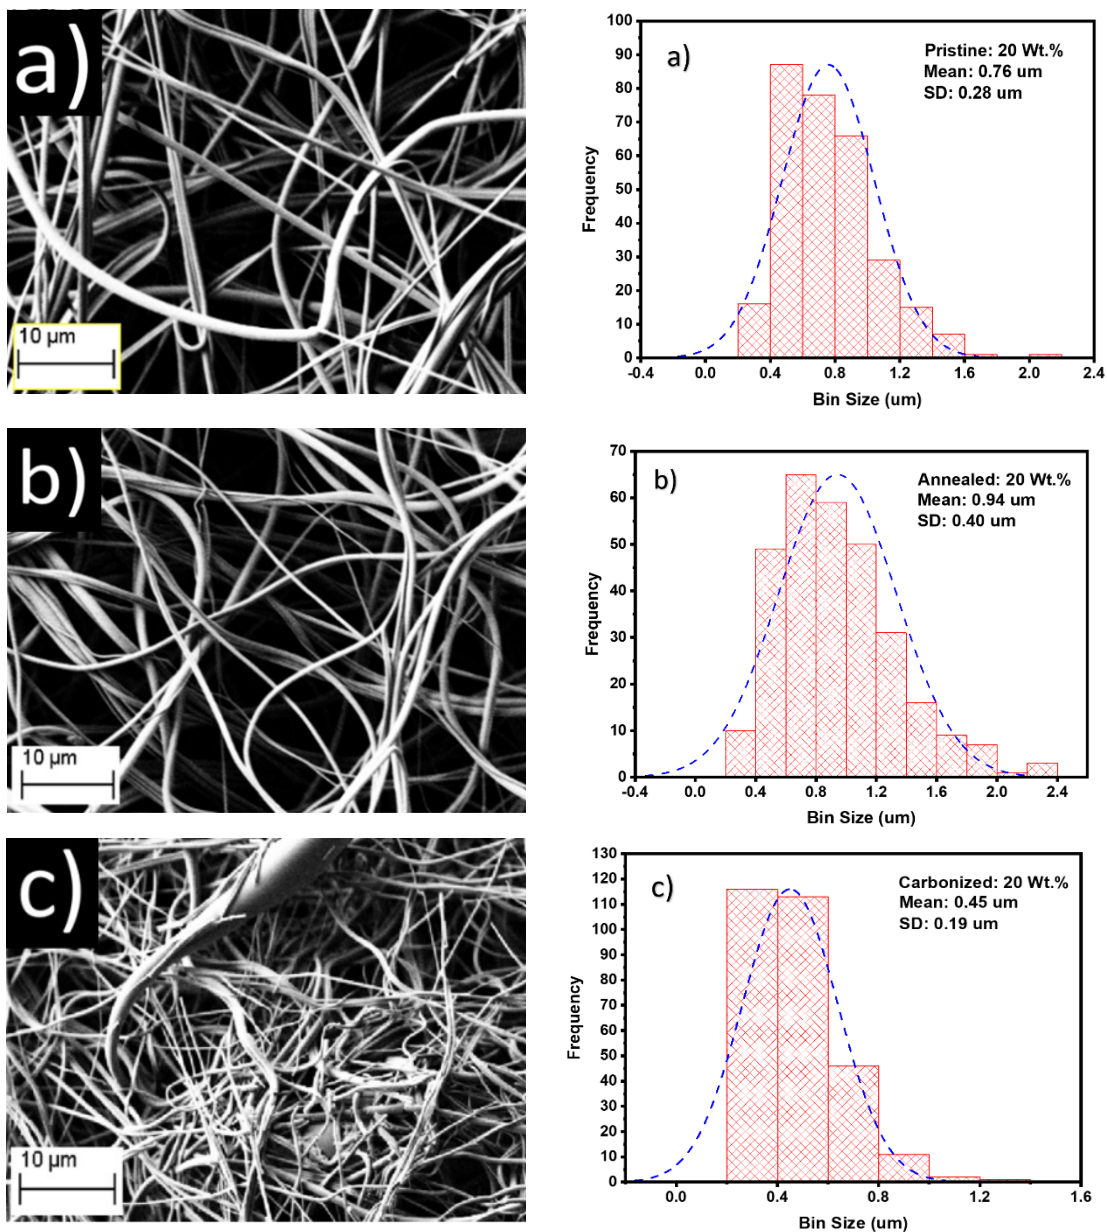 a)
10 µm
a)
Pristine: 20 Wt.%
Mean: 0.76 um
SD: 0.28 um
100
90
80
70
60
50
40
30
20
10
0
Frequency
-0.4 0.0 0.4 0.8 1.2 1.6 2.0 2.4
Bin Size (um)
b)
10 µm
b)
Annealed: 20 Wt.%
Mean: 0.94 um
SD: 0.40 um
70
60
50
40
30
20
10
0
Frequency
-0.4 0.0 0.4 0.8 1.2 1.6 2.0 2.4
Bin Size (um)
c)
10 µm
c)
Carbonized: 20 Wt.%
Mean: 0.45 um
SD: 0.19 um
130
120
110
100
90
80
70
60
50
40
30
20
10
0
Frequency
0.0 0.4 0.8 1.2 1.6
Bin Size (um)